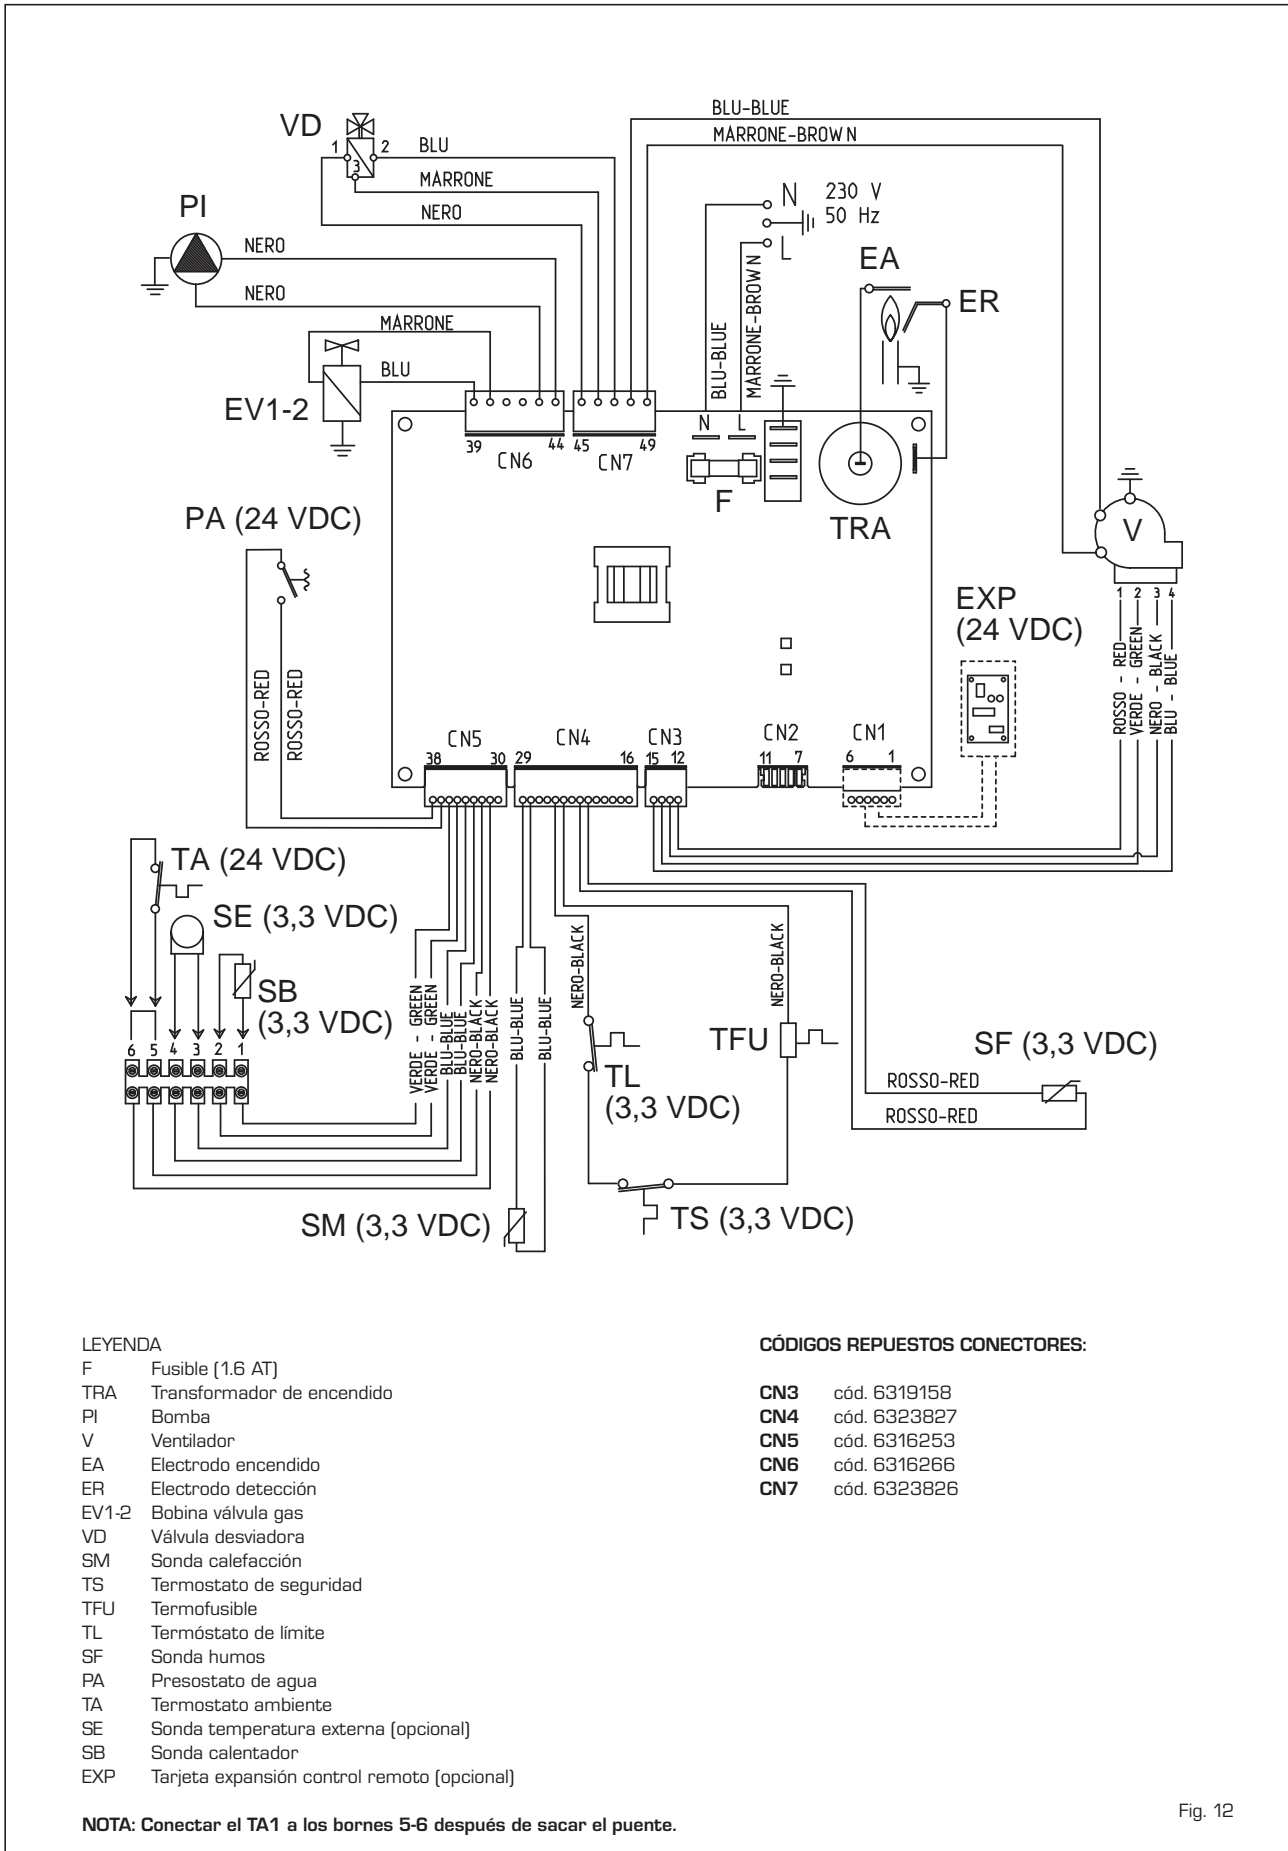 BLU-BLUE
MARRONE-BROWN
VD
1
2
3
BLU
MARRONE
NERO
N
230 V
50 Hz
L
PI
NERO
NERO
EA
ER
MARRONE
BLU
EV1-2
BLU-BLUE
MARRONE-BROWN
39
44
45
49
CN6
CN7
N
L
F
TRA
V
PA (24 VDC)
ROSSO-RED
ROSSO-RED
EXP
(24 VDC)
1
2
3
4
ROSSO - RED
VERDE - GREEN
NERO - BLACK
BLU - BLUE
CN5
CN4
CN3
CN2
CN1
38
30
29
16
15
12
11
7
6
1
TA (24 VDC)
SE (3,3 VDC)
SB
(3,3 VDC)
6
5
4
3
2
1
VERDE - GREEN
VERDE - GREEN
BLU-BLUE
BLU-BLUE
NERO-BLACK
NERO-BLACK
BLU-BLUE
BLU-BLUE
NERO-BLACK
NERO-BLACK
TL
(3,3 VDC)
TFU
SF (3,3 VDC)
ROSSO-RED
ROSSO-RED
SM (3,3 VDC)
TS (3,3 VDC)
LEYENDA
F Fusible (1.6 AT)
TRA Transformador de encendido
PI Bomba
V Ventilador
EA Electrodo encendido
ER Electrodo detección
EV1-2 Bobina válvula gas
VD Válvula desviadora
SM Sonda calefacción
TS Termostato de seguridad
TFU Termofusible
TL Termóstato de límite
SF Sonda humos
PA Presostato de agua
TA Termostato ambiente
SE Sonda temperatura externa (opcional)
SB Sonda calentador
EXP Tarjeta expansión control remoto (opcional)
CÓDIGOS REPUESTOS CONECTORES:
CN3 cód. 6319158
CN4 cód. 6323827
CN5 cód. 6316253
CN6 cód. 6316266
CN7 cód. 6323826
NOTA: Conectar el TA1 a los bornes 5-6 después de sacar el puente.
Fig. 12